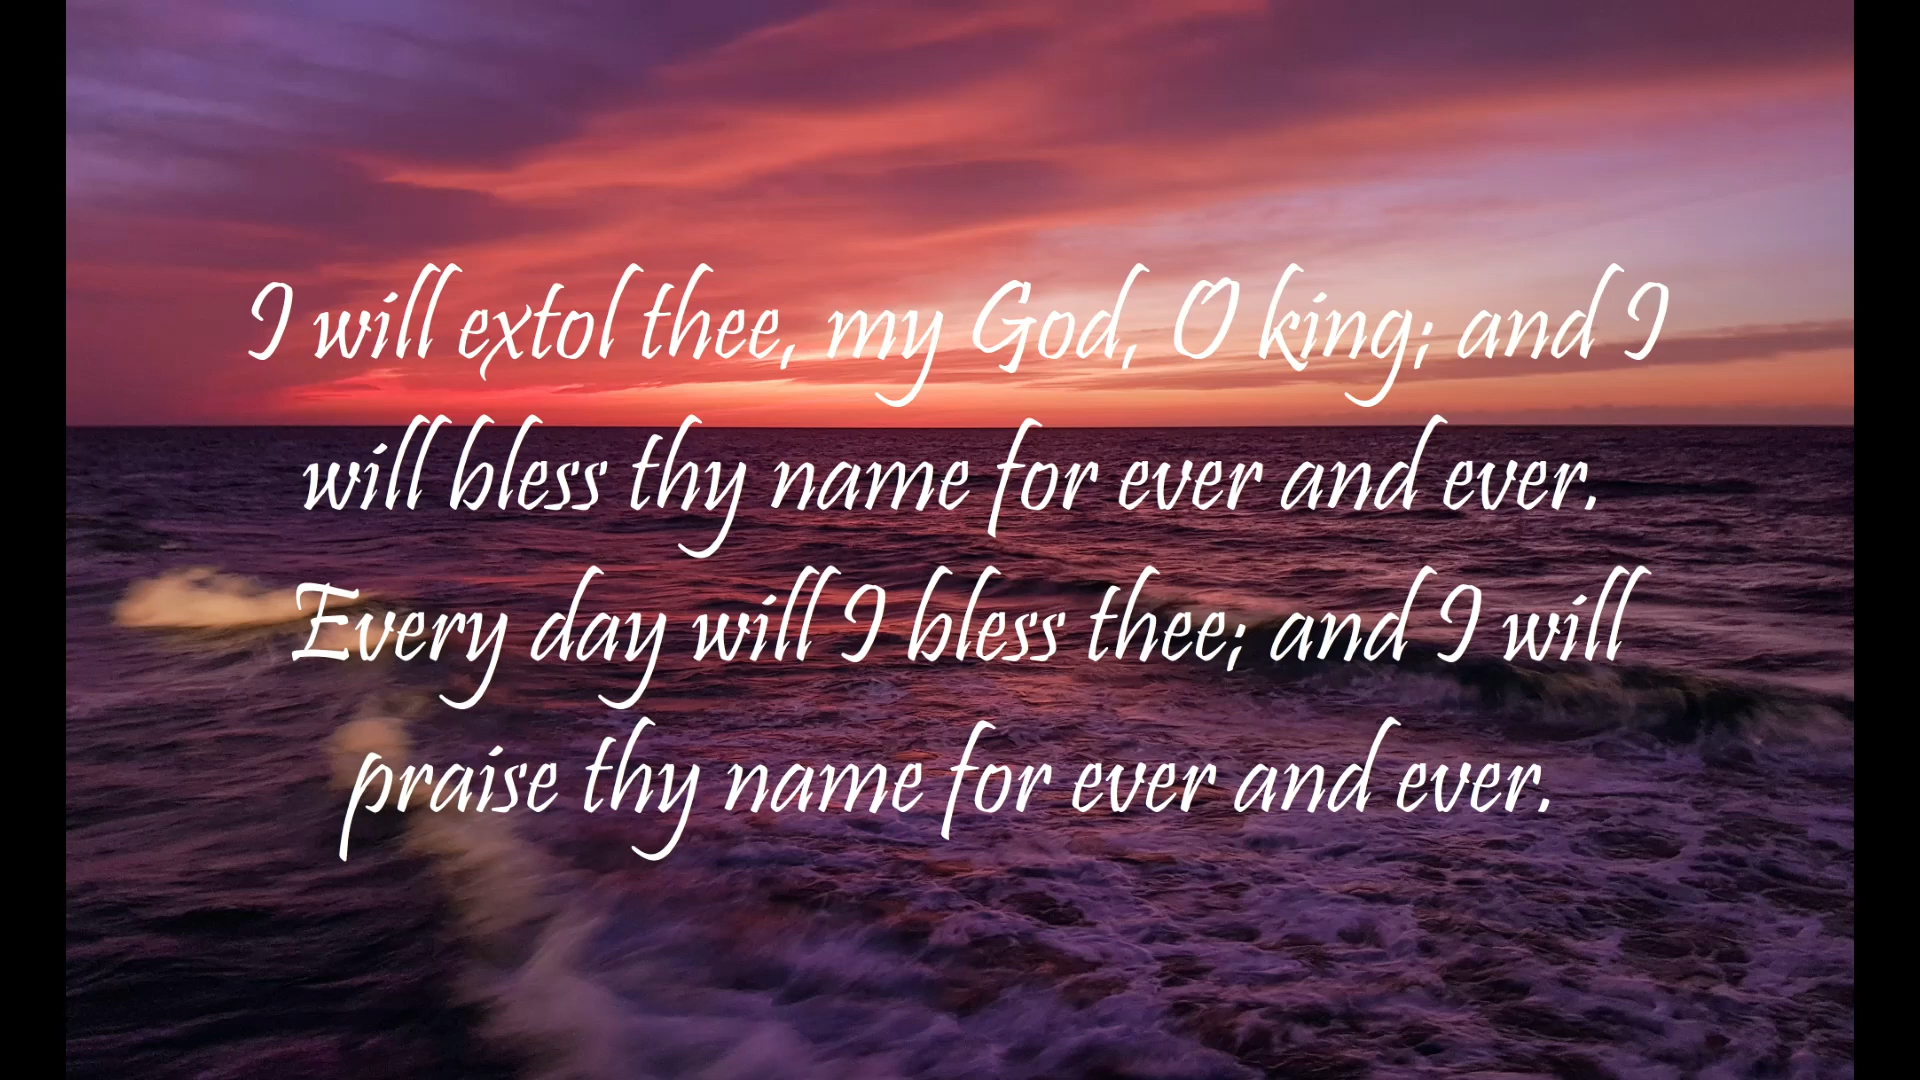 I will extol thee, my God, O king; and I
will bless thy name for ever and ever.
Every day will I bless thee; and I will
praise thy name for ever and ever.